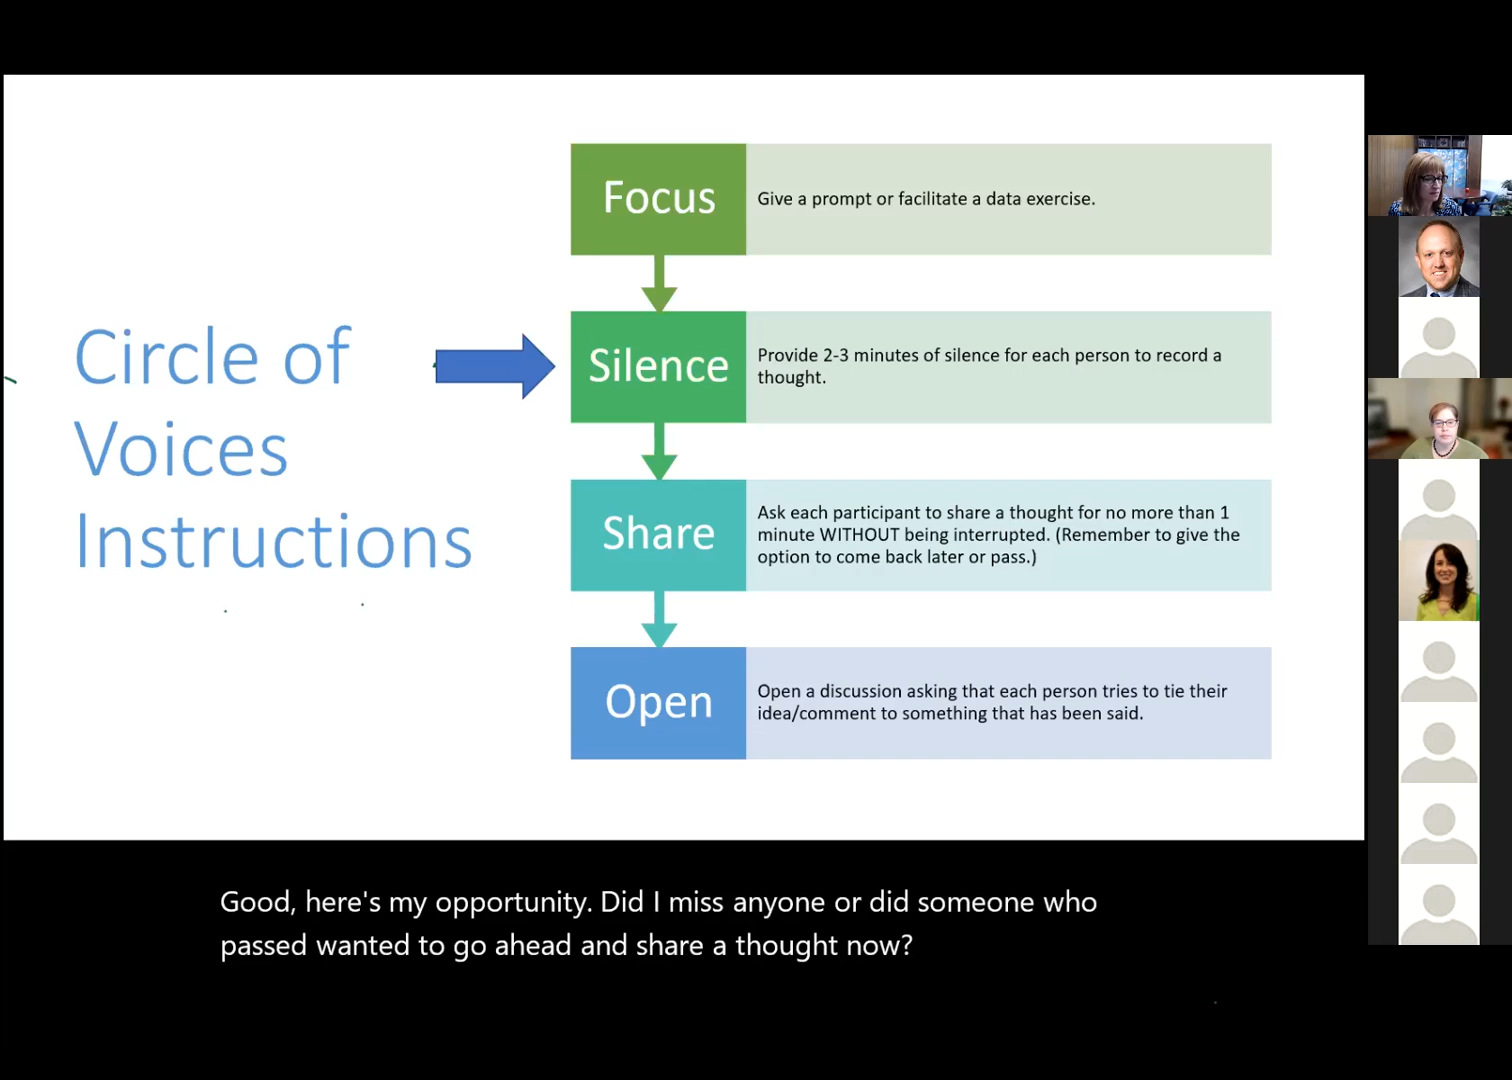 Circle of
Voices
Instructions
Focus
Give a prompt or facilitate a data exercise.
Silence
Provide 2-3 minutes of silence for each person to record a
thought.
Share
Ask each participant to share a thought for no more than 1
minute WITHOUT being interrupted. (Remember to give the
option to come back later or pass.)
Open
Open a discussion asking that each person tries to tie their
idea/comment to something that has been said.
Good, here's my opportunity. Did I miss anyone or did someone who
passed wanted to go ahead and share a thought now?